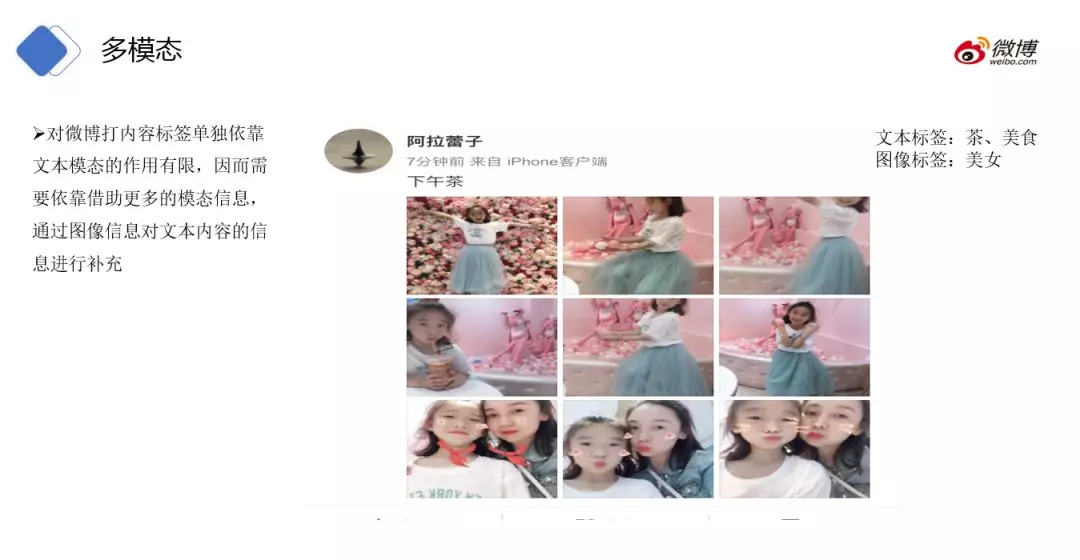 多模态
微博
weibo.com
➤对微博打内容标签单独依靠
文本模态的作用有限，因而需
要依靠借助更多的模态信息，
通过图像信息对文本内容的信
息进行补充
阿拉蕾子
7分钟前 来自 iPhone客户端
下午茶
文本标签：茶、美食
图像标签：美女